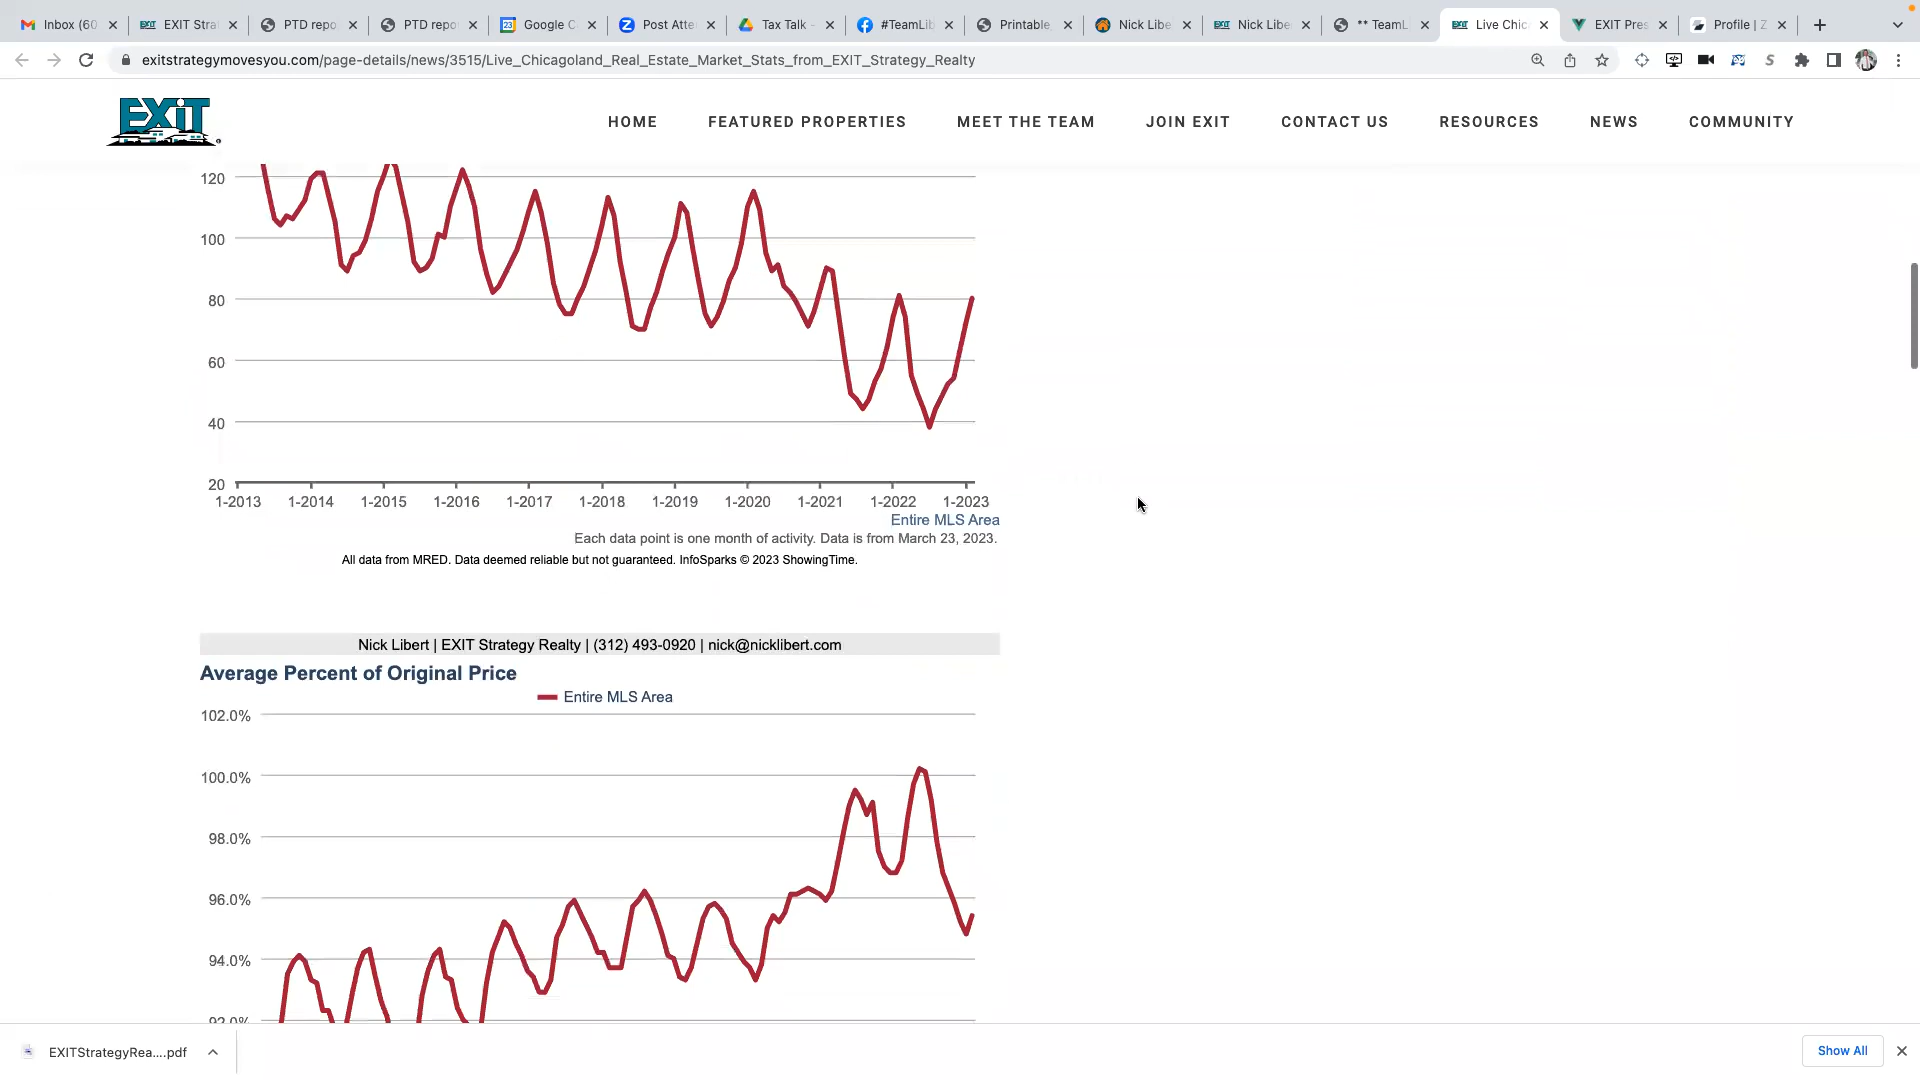 Inbox (60
EXIT Stra
PTD repo
PTD repo
Google C
Post Atte
Tax Talk -
#TeamLib
Printable
Nick Libe
Nick Libe
** TeamL
Live Chic
EXIT Pres
Profile | Z
exitstrategymovesyou.com/page-details/news/3515/Live_Chicagoland_Real_Estate_Market_Stats_from_EXIT_Strategy_Realty
EXIT
HOME
FEATURED PROPERTIES
MEET THE TEAM
JOIN EXIT
CONTACT US
RESOURCES
NEWS
COMMUNITY
120
100
80
60
40
20
1-2013 1-2014 1-2015 1-2016 1-2017 1-2018 1-2019 1-2020 1-2021 1-2022 1-2023
Entire MLS Area
Each data point is one month of activity. Data is from March 23, 2023.
All data from MRED. Data deemed reliable but not guaranteed. InfoSparks © 2023 ShowingTime.
Nick Libert | EXIT Strategy Realty | (312) 493-0920 | nick@nicklibert.com
Average Percent of Original Price
Entire MLS Area
102.0%
100.0%
98.0%
96.0%
94.0%
92.0%
EXITStrategyRea....pdf
Show All